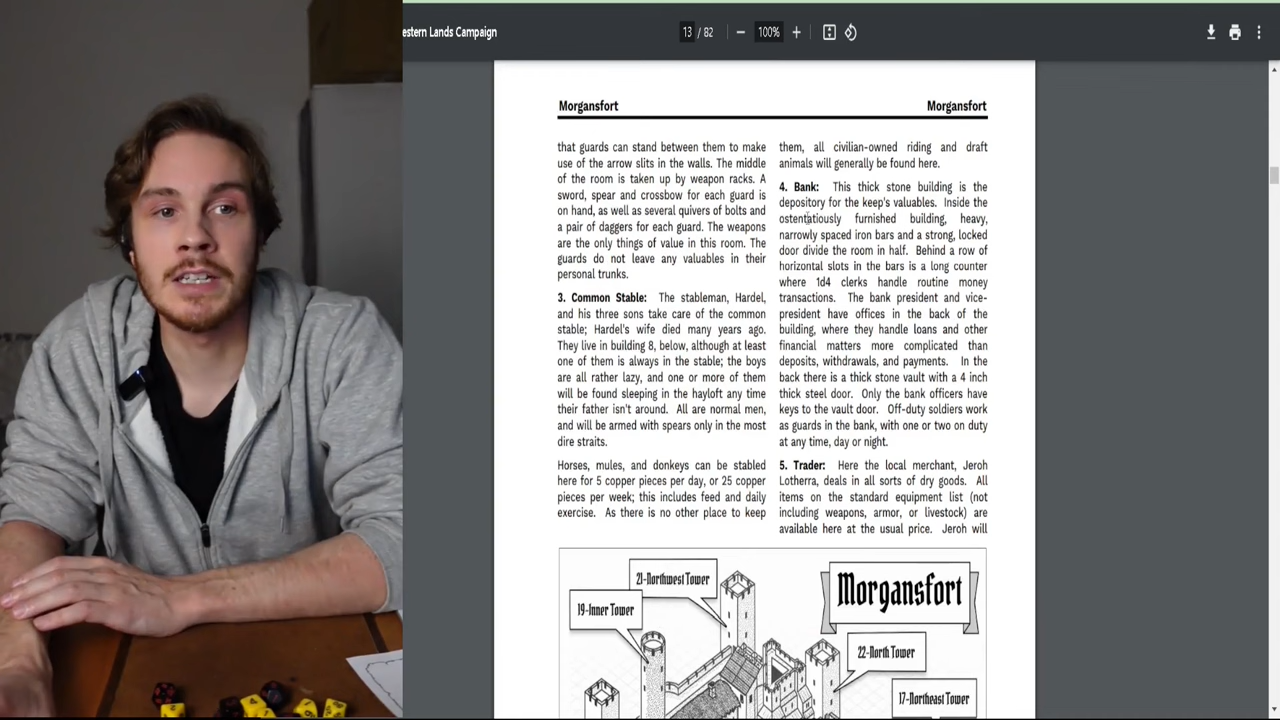 estern Lands Campaign
13 / 82
100%
Morgansfort
Morgansfort
that guards can stand between them to make
use of the arrow slits in the walls. The middle
of the room is taken up by weapon racks. A
sword, spear and crossbow for each guard is
on hand, as well as several quivers of bolts and
a pair of daggers for each guard. The weapons
are the only things of value in this room. The
guards do not leave any valuables in their
personal trunks.
3. Common Stable: The stableman, Hardel,
and his three sons take care of the common
stable; Hardel's wife died many years ago.
They live in building 8, below, although at least
one of them is always in the stable; the boys
are all rather lazy, and one or more of them
will be found sleeping in the hayloft any time
their father isn't around. All are normal men,
and will be armed with spears only in the most
dire straits.
Horses, mules, and donkeys can be stabled
here for 5 copper pieces per day, or 25 copper
pieces per week; this includes feed and daily
exercise. As there is no other place to keep
them, all civilian-owned riding and draft
animals will generally be found here.
4. Bank: This thick stone building is the
depository for the keep's valuables. Inside the
ostentatiously furnished building, heavy,
narrowly spaced iron bars and a strong, locked
door divide the room in half. Behind a row of
horizontal slots in the bars is a long counter
where 1d4 clerks handle routine money
transactions. The bank president and vice-
president have offices in the back of the
building, where they handle loans and other
financial matters more complicated than
deposits, withdrawals, and payments. In the
back there is a thick stone vault with a 4 inch
thick steel door. Only the bank officers have
keys to the vault door. Off-duty soldiers work
as guards in the bank, with one or two on duty
at any time, day or night.
5. Trader: Here the local merchant, Jeroh
Lotherra, deals in all sorts of dry goods. All
items on the standard equipment list (not
including weapons, armor, or livestock) are
available here at the usual price. Jeroh will
21-Northwest Tower
19-Inner Tower
Morgansfort
22-North Tower
17-Northeast Tower